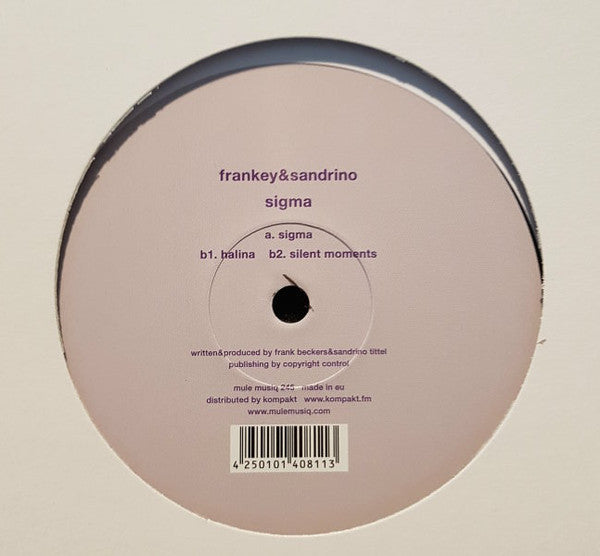 frankey&sandrino
sigma
a. sigma
b1. halina b2. silent moments
written&produced by frank beckers&sandrino tittel
publishing by copyright control
mule musiq 245 made in eu
distributed by kompakt www.kompakt.fm
www.mulemusiq.com
4 250101 408113